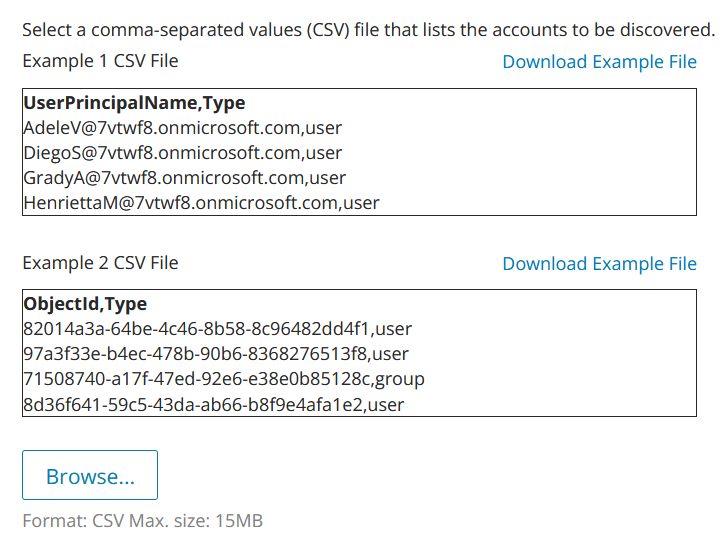 Select a comma-separated values (CSV) file that lists the accounts to be discovered.
Example 1 CSV File
Download Example File
UserPrincipalName,Type
AdeleV@7vtwf8.onmicrosoft.com,user
DiegoS@7vtwf8.onmicrosoft.com,user
GradyA@7vtwf8.onmicrosoft.com,user
HenriettaM@7vtwf8.onmicrosoft.com,user
Example 2 CSV File
Download Example File
ObjectId,Type
82014a3a-64be-4c46-8b58-8c96482dd4f1,user
97a3f33e-b4ec-478b-90b6-8368276513f8,user
71508740-a17f-47ed-92e6-e38e0b85128c,group
8d36f641-59c5-43da-ab66-b8f9e4afa1e2,user
Browse...
Format: CSV Max. size: 15MB